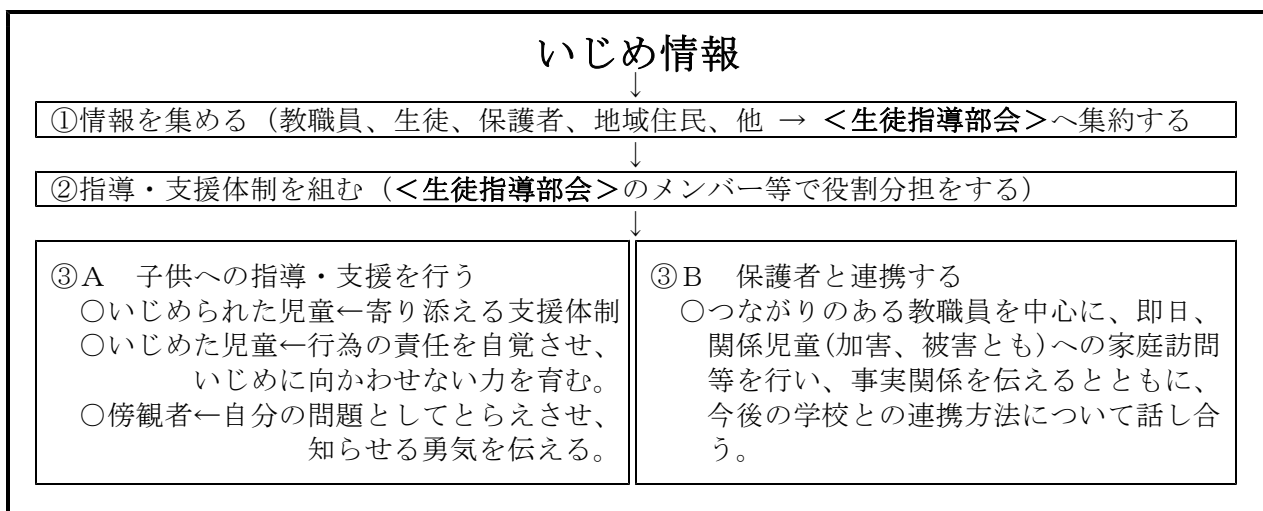 いじめ情報
↓
①情報を集める（教職員、生徒、保護者、地域住民、他 → ＜生徒指導部会＞へ集約する
↓
②指導・支援体制を組む（＜生徒指導部会＞のメンバー等で役割分担をする）
↓
③Ａ　子供への指導・支援を行う
○いじめられた児童←寄り添える支援体制
○いじめた児童←行為の責任を自覚させ、
いじめに向かわせない力を育む。
○傍観者←自分の問題としてとらえさせ、
知らせる勇気を伝える。
③Ｂ　保護者と連携する
○つながりのある教職員を中心に、即日、
関係児童(加害、被害とも)への家庭訪問
等を行い、事実関係を伝えるとともに、
今後の学校との連携方法について話し合
う。